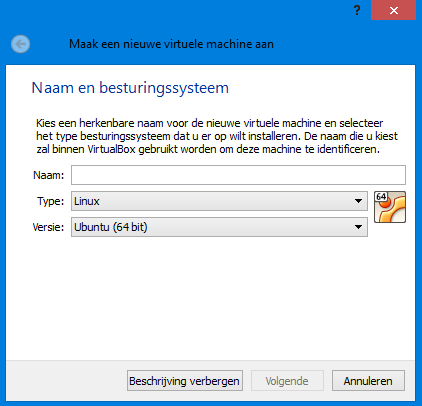 ?
Maak een nieuwe virtuele machine aan
Naam en besturingssysteem
Kies een herkenbare naam voor de nieuwe virtuele machine en selecteer
het type besturingssysteem dat u er op wilt installeren. De naam die u kiest
zal binnen VirtualBox gebruikt worden om deze machine te identificeren.
Naam:
Type: Linux
64
Versie: Ubuntu (64 bit)
Beschrijving verbergen Volgende Annuleren